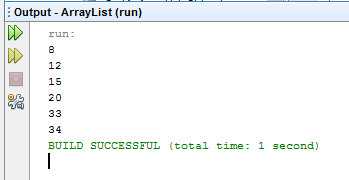 Output - ArrayList (run)
run:
8
12
15
20
33
34
BUILD SUCCESSFUL (total time: 1 second)